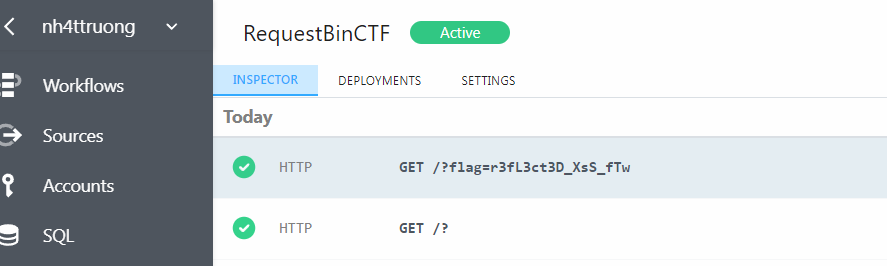 nh4ttruong
RequestBinCTF Active
Workflows
INSPECTOR DEPLOYMENTS SETTINGS
Today
Sources
HTTP GET /?flag=r3fL3ct3D_XsS_fTw
Accounts
HTTP GET /?
SQL